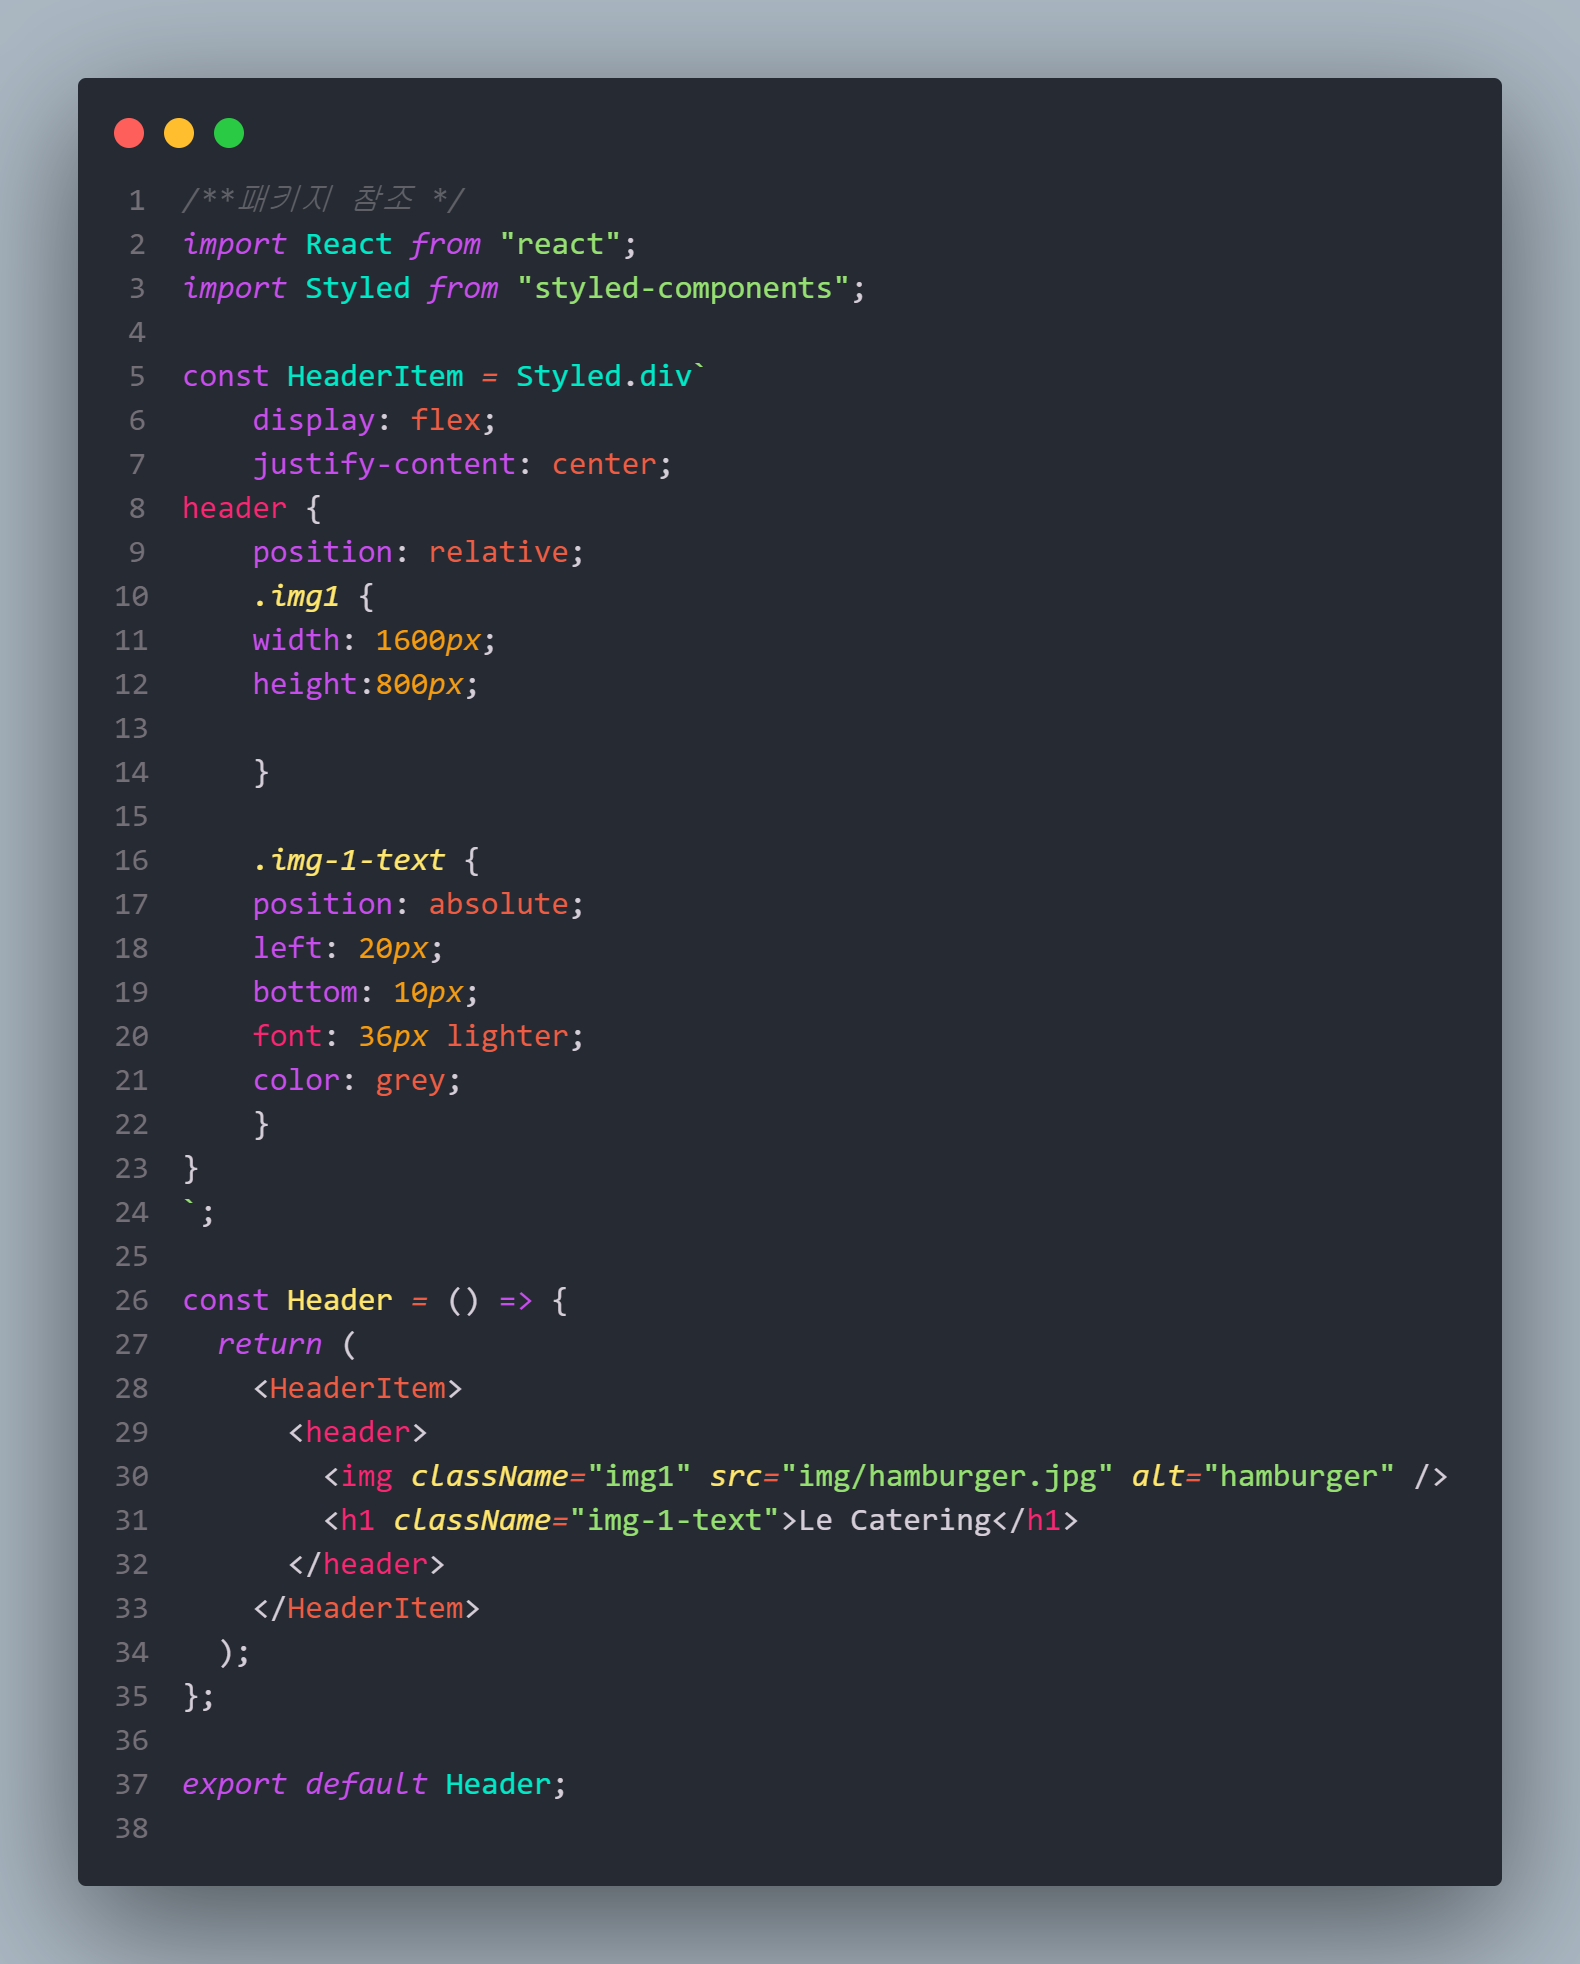 1 /**패키지 참조 */
2 import React from "react";
3 import Styled from "styled-components";
4
5 const HeaderItem = Styled.div`
6     display: flex;
7     justify-content: center;
8 header {
9     position: relative;
10     .img1 {
11     width: 1600px;
12     height:800px;
13
14     }
15
16     .img-1-text {
17     position: absolute;
18     left: 20px;
19     bottom: 10px;
20     font: 36px lighter;
21     color: grey;
22     }
23 }
24 `;
25
26 const Header = () => {
27   return (
28     <HeaderItem>
29       <header>
30         <img className="img1" src="img/hamburger.jpg" alt="hamburger" />
31         <h1 className="img-1-text">Le Catering</h1>
32       </header>
33     </HeaderItem>
34   );
35 };
36
37 export default Header;
38